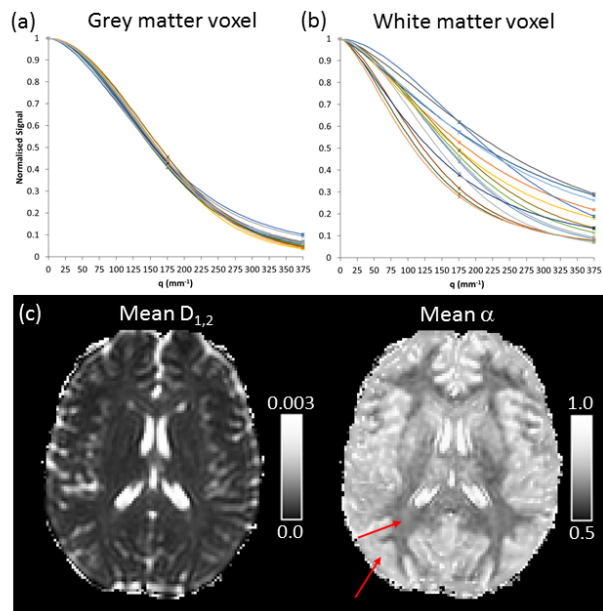 (a) Grey matter voxel
(b) White matter voxel
1
0.9
0.8
0.7
0.6
0.5
0.4
0.3
0.2
0.1
0
Normalised Signal
0 25 50 75 100 125 150 175 200 225 250 275 300 325 350 375
q (mm⁻¹)
1
0.9
0.8
0.7
0.6
0.5
0.4
0.3
0.2
0.1
0
0 25 50 75 100 125 150 175 200 225 250 275 300 325 350 375
q (mm⁻¹)
(c) Mean D₁,₂
Mean α
0.003
0.0
1.0
0.5